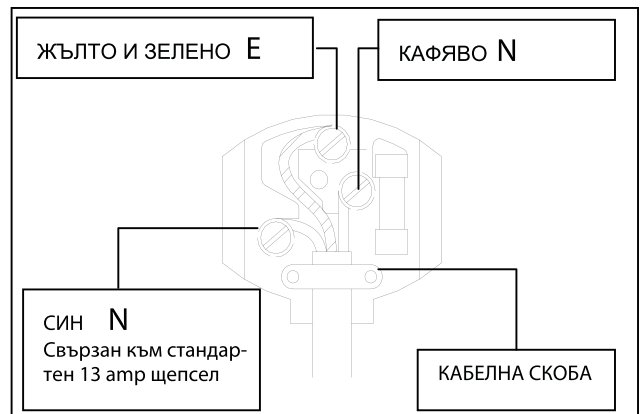 ЖЪЛТО И ЗЕЛЕНО E
КАФЯВО N
СИН N
Свързан към стандар-
тен 13 amp щепсел
КАБЕЛНА СКОБА